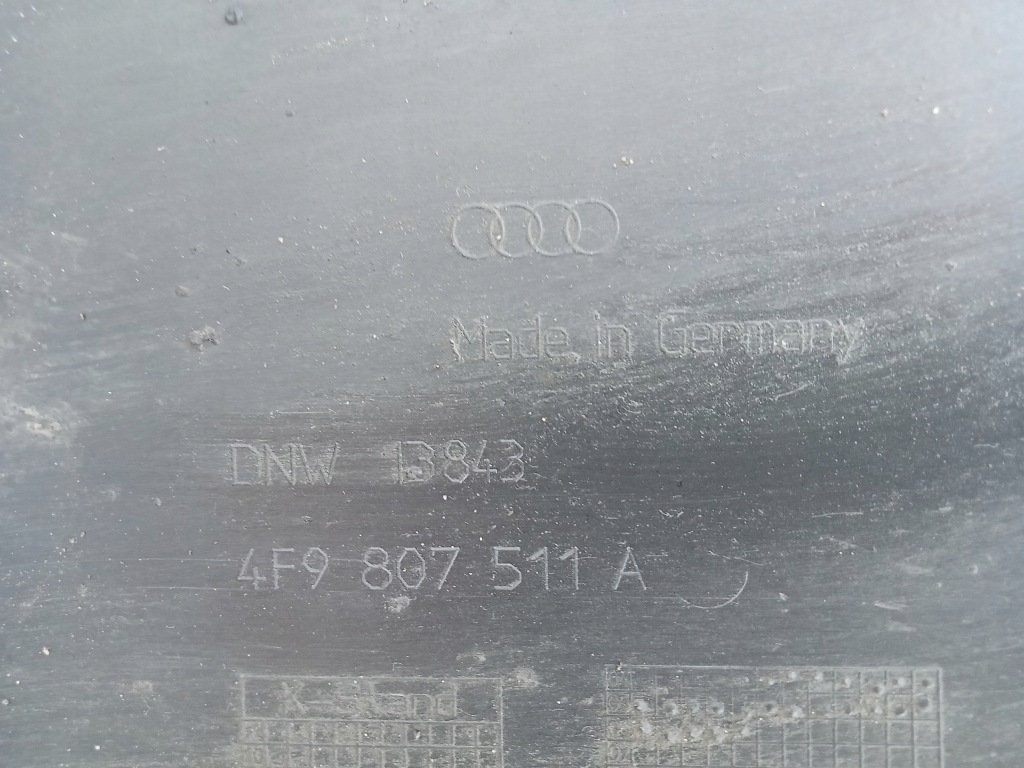 Made in Germany
DNW 13843
4F9 807 511 A
K-Stand